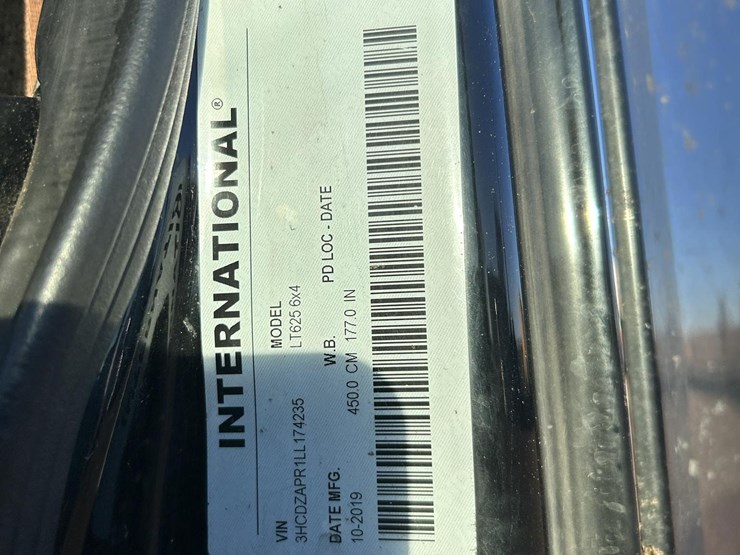 INTERNATIONAL®
VIN MODEL
3HCDZAPR1LL174235 LT625 6x4
DATE MFG. W.B. PD LOC - DATE
10-2019 450.0 CM 177.0 IN